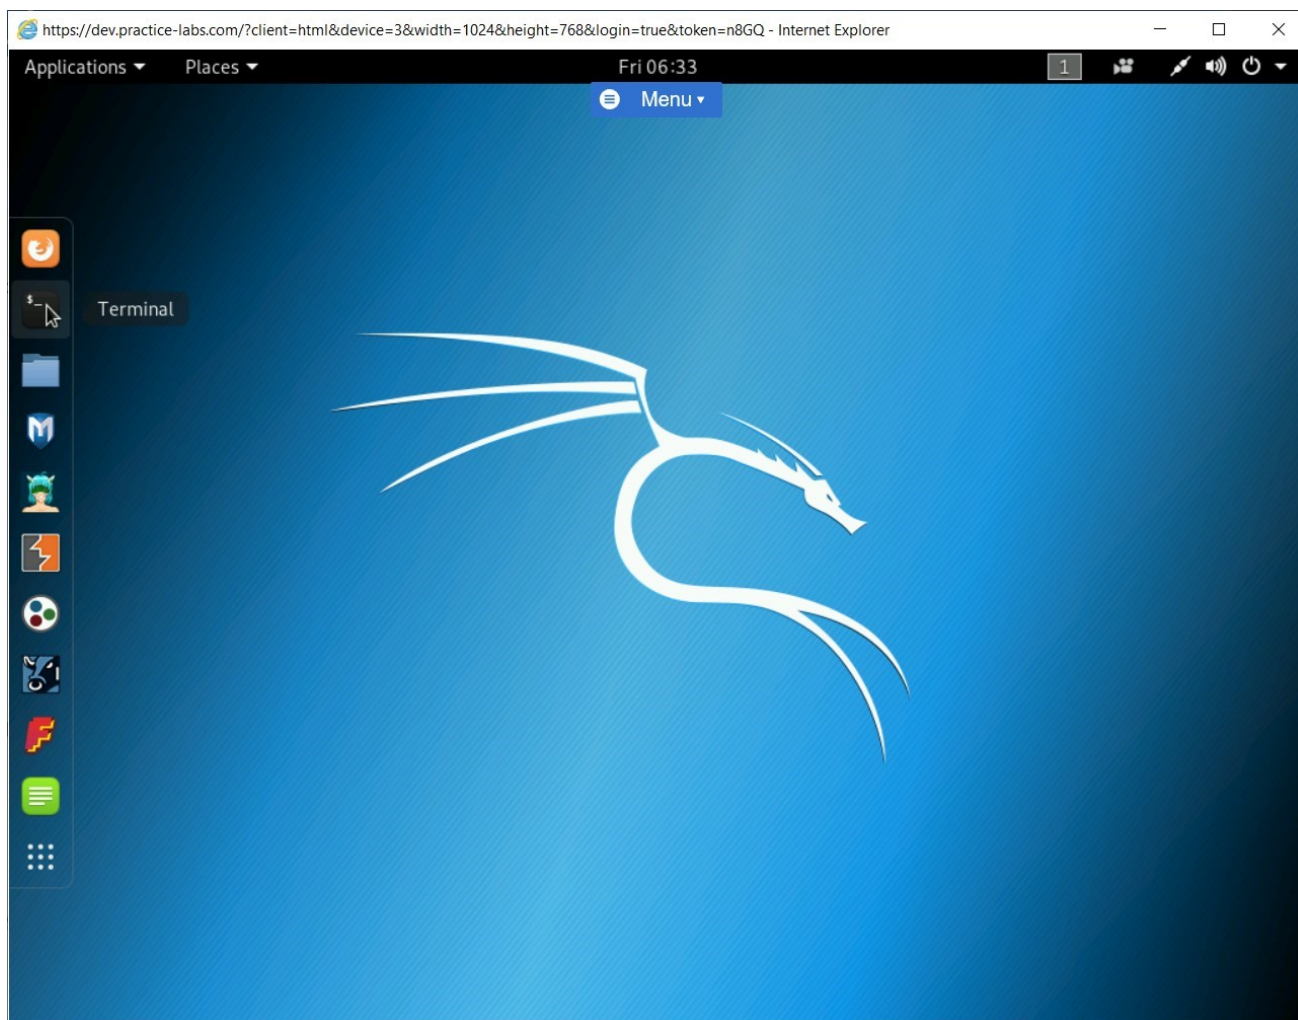 https://dev.practice-labs.com/?client=html&device=3&width=1024&height=768&login=true&token=n8GQ - Internet Explorer
Applications Places Fri 06:33 1
Menu
$_
Terminal